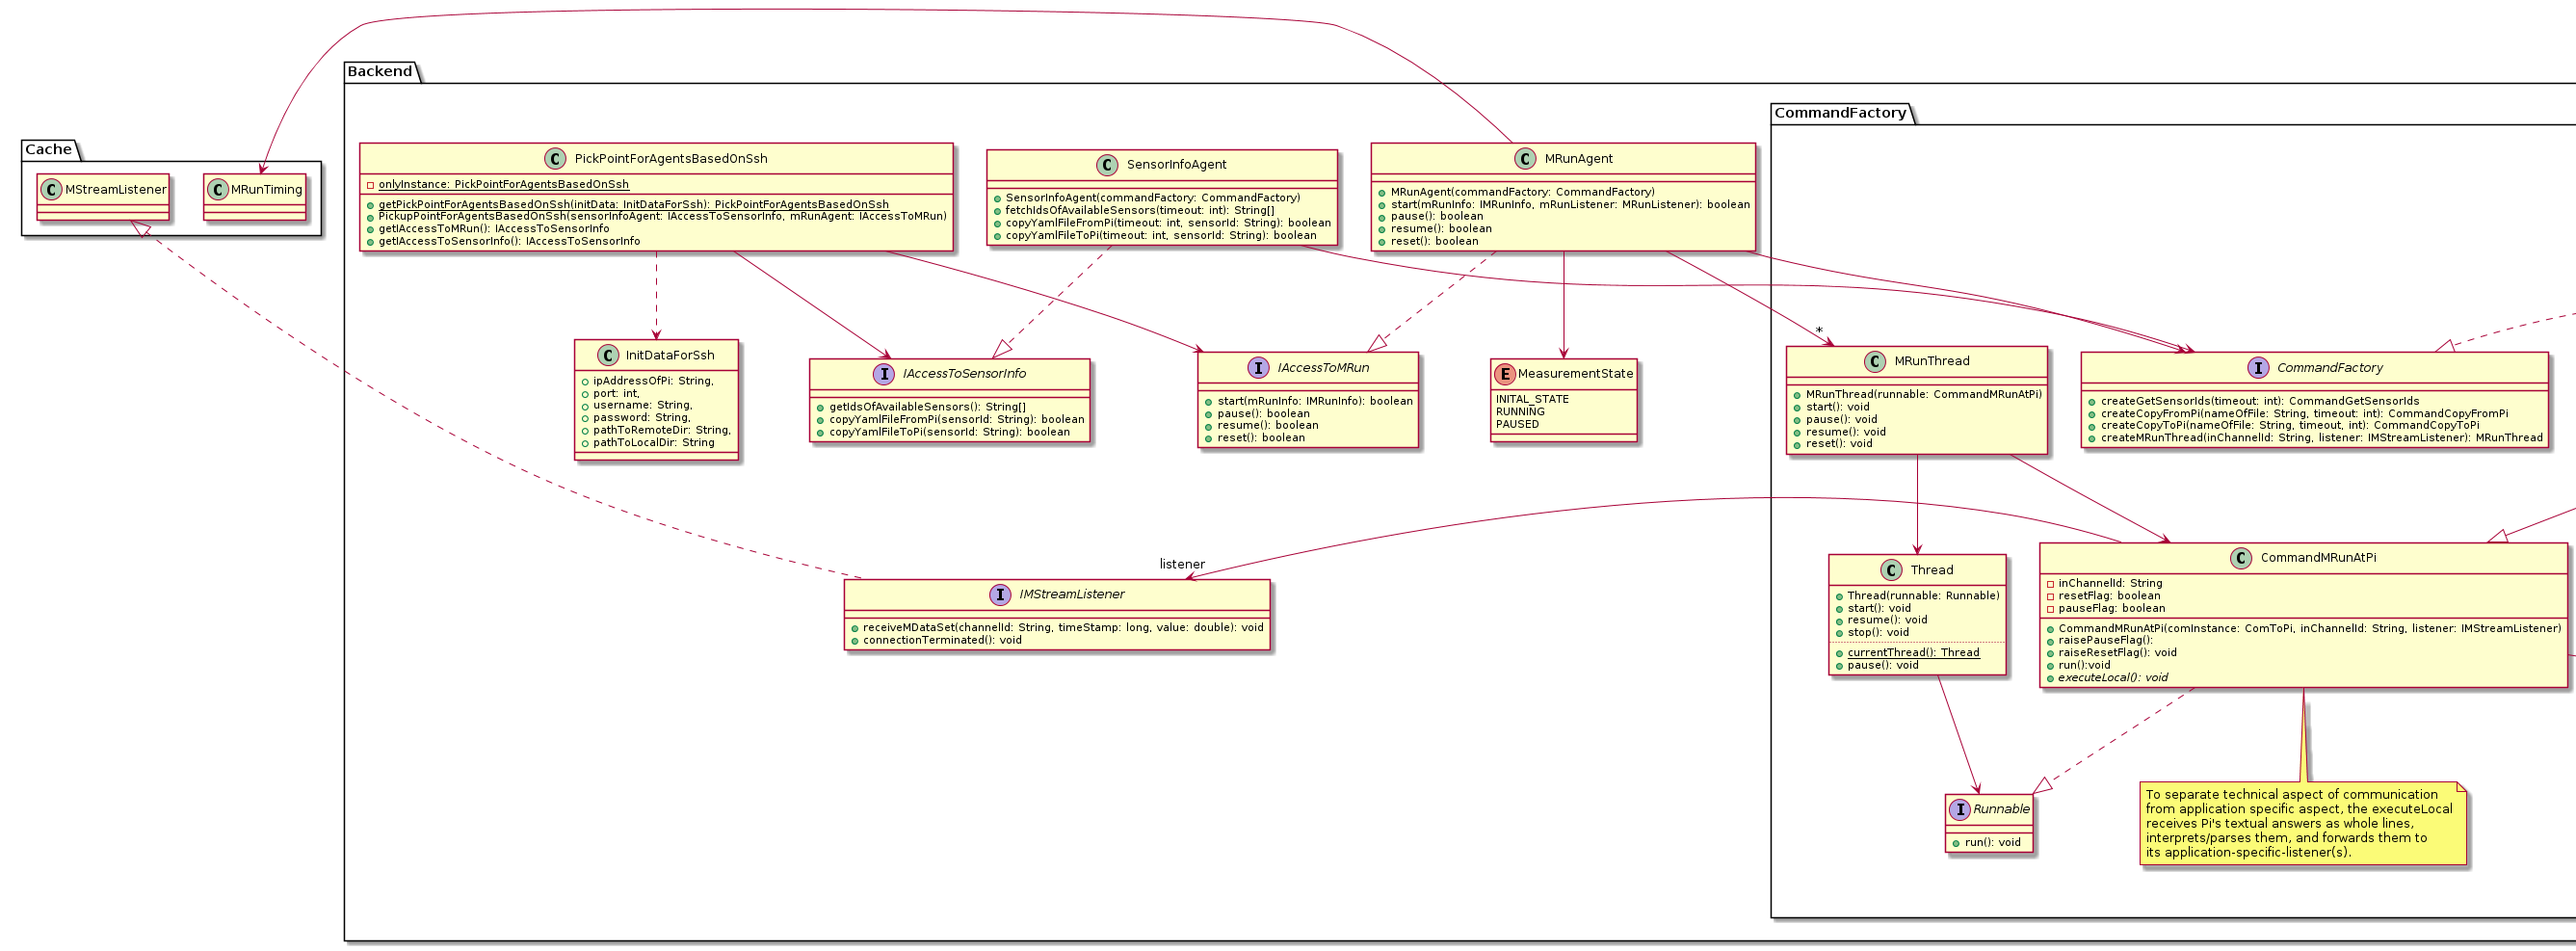 Backend
CommandFactory
Cache
C MStreamListener
C MRunTiming
C PickPointForAgentsBasedOnSsh
onlyInstance: PickPointForAgentsBasedOnSsh
getPickPointForAgentsBasedOnSsh(initData: InitDataForSsh): PickPointForAgentsBasedOnSsh
PickupPointForAgentsBasedOnSsh(sensorInfoAgent: IAccessToSensorInfo, mRunAgent: IAccessToMRun)
getIAccessToMRun(): IAccessToSensorInfo
getIAccessToSensorInfo(): IAccessToSensorInfo
C SensorInfoAgent
SensorInfoAgent(commandFactory: CommandFactory)
fetchIdsOfAvailableSensors(timeout: int): String[]
copyYamlFileFromPi(timeout: int, sensorId: String): boolean
copyYamlFileToPi(timeout: int, sensorId: String): boolean
C MRunAgent
MRunAgent(commandFactory: CommandFactory)
start(mRunInfo: IMRunInfo, mRunListener: MRunListener): boolean
pause(): boolean
resume(): boolean
reset(): boolean
*
C InitDataForSsh
ipAddressOfPi: String,
port: int,
username: String,
password: String,
pathToRemoteDir: String,
pathToLocalDir: String
I IAccessToSensorInfo
getIdsOfAvailableSensors(): String[]
copyYamlFileFromPi(sensorId: String): boolean
copyYamlFileToPi(sensorId: String): boolean
I IAccessToMRun
start(mRunInfo: IMRunInfo): boolean
pause(): boolean
resume(): boolean
reset(): boolean
E MeasurementState
INITAL_STATE
RUNNING
PAUSED
C MRunThread
MRunThread(runnable: CommandMRunAtPi)
start(): void
pause(): void
resume(): void
reset(): void
I CommandFactory
createGetSensorIds(timeout: int): CommandGetSensorIds
createCopyFromPi(nameOfFile: String, timeout: int): CommandCopyFromPi
createCopyToPi(nameOfFile: String, timeout, int): CommandCopyToPi
createMRunThread(inChannelId: String, listener: IMStreamListener): MRunThread
listener
I IMStreamListener
receiveMDataSet(channelId: String, timeStamp: long, value: double): void
connectionTerminated(): void
C Thread
Thread(runnable: Runnable)
start(): void
resume(): void
stop(): void
currentThread(): Thread
pause(): void
C CommandMRunAtPi
inChannelId: String
resetFlag: boolean
pauseFlag: boolean
CommandMRunAtPi(comInstance: ComToPi, inChannelId: String, listener: IMStreamListener)
raisePauseFlag():
raiseResetFlag(): void
run():void
executeLocal(): void
I Runnable
run(): void
To separate technical aspect of communication
from application specific aspect, the executeLocal
receives Pi's textual answers as whole lines,
interprets/parses them, and forwards them to
its application-specific-listener(s).